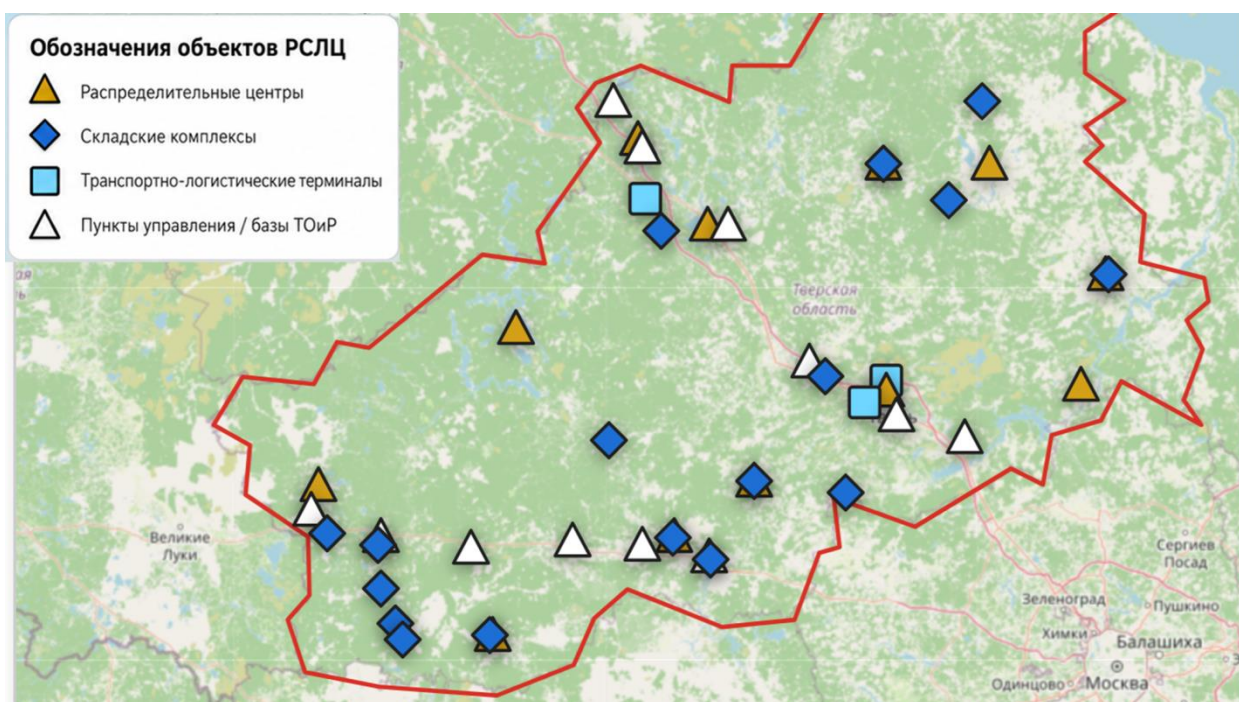 Обозначения объектов РСЛЦ
Распределительные центры
Складские комплексы
Транспортно-логистические терминалы
Пункты управления / базы ТОиР
Тверская
область
Великие
Луки
Сергиев
Посад
Зеленоград
Пушкино
Химки
Балашиха
Одинцово
Москва